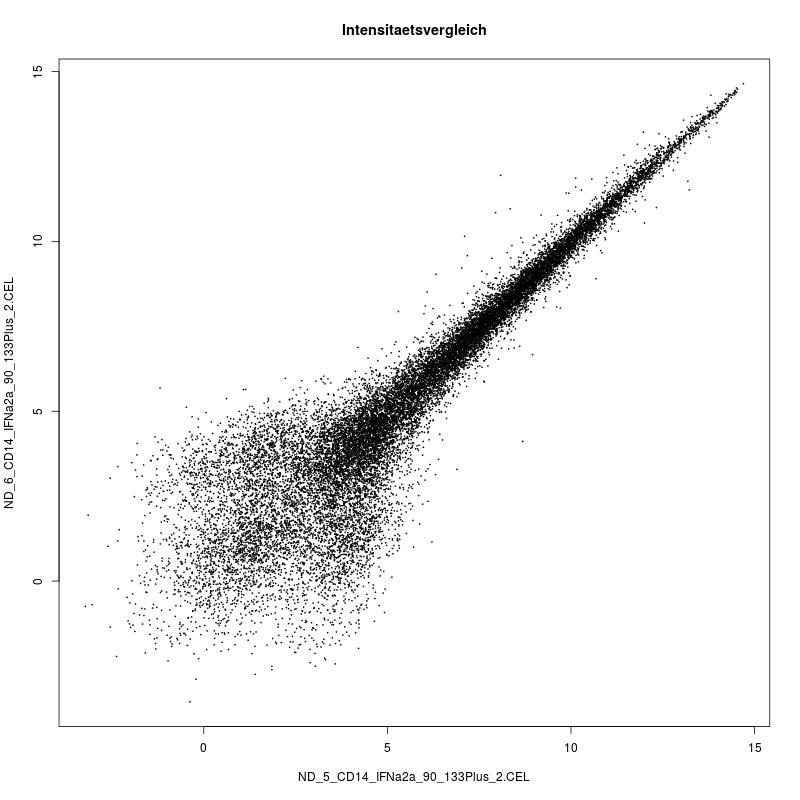 Intensitaetsvergleich
ND_6_CD14_IFNa2a_90_133Plus_2.CEL
15
10
5
0
0 5 10 15
ND_5_CD14_IFNa2a_90_133Plus_2.CEL